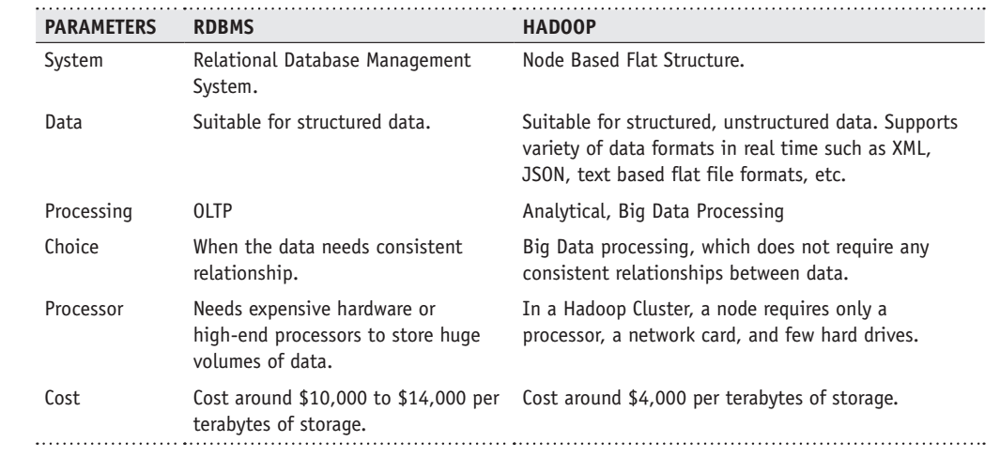 PARAMETERS RDBMS HADOOP
System Relational Database Management Node Based Flat Structure.
System.
Data Suitable for structured data. Suitable for structured, unstructured data. Supports
variety of data formats in real time such as XML,
JSON, text based flat file formats, etc.
Processing OLTP Analytical, Big Data Processing
Choice When the data needs consistent Big Data processing, which does not require any
relationship. consistent relationships between data.
Processor Needs expensive hardware or In a Hadoop Cluster, a node requires only a
high-end processors to store huge processor, a network card, and few hard drives.
volumes of data.
Cost Cost around $10,000 to $14,000 per Cost around $4,000 per terabytes of storage.
terabytes of storage.